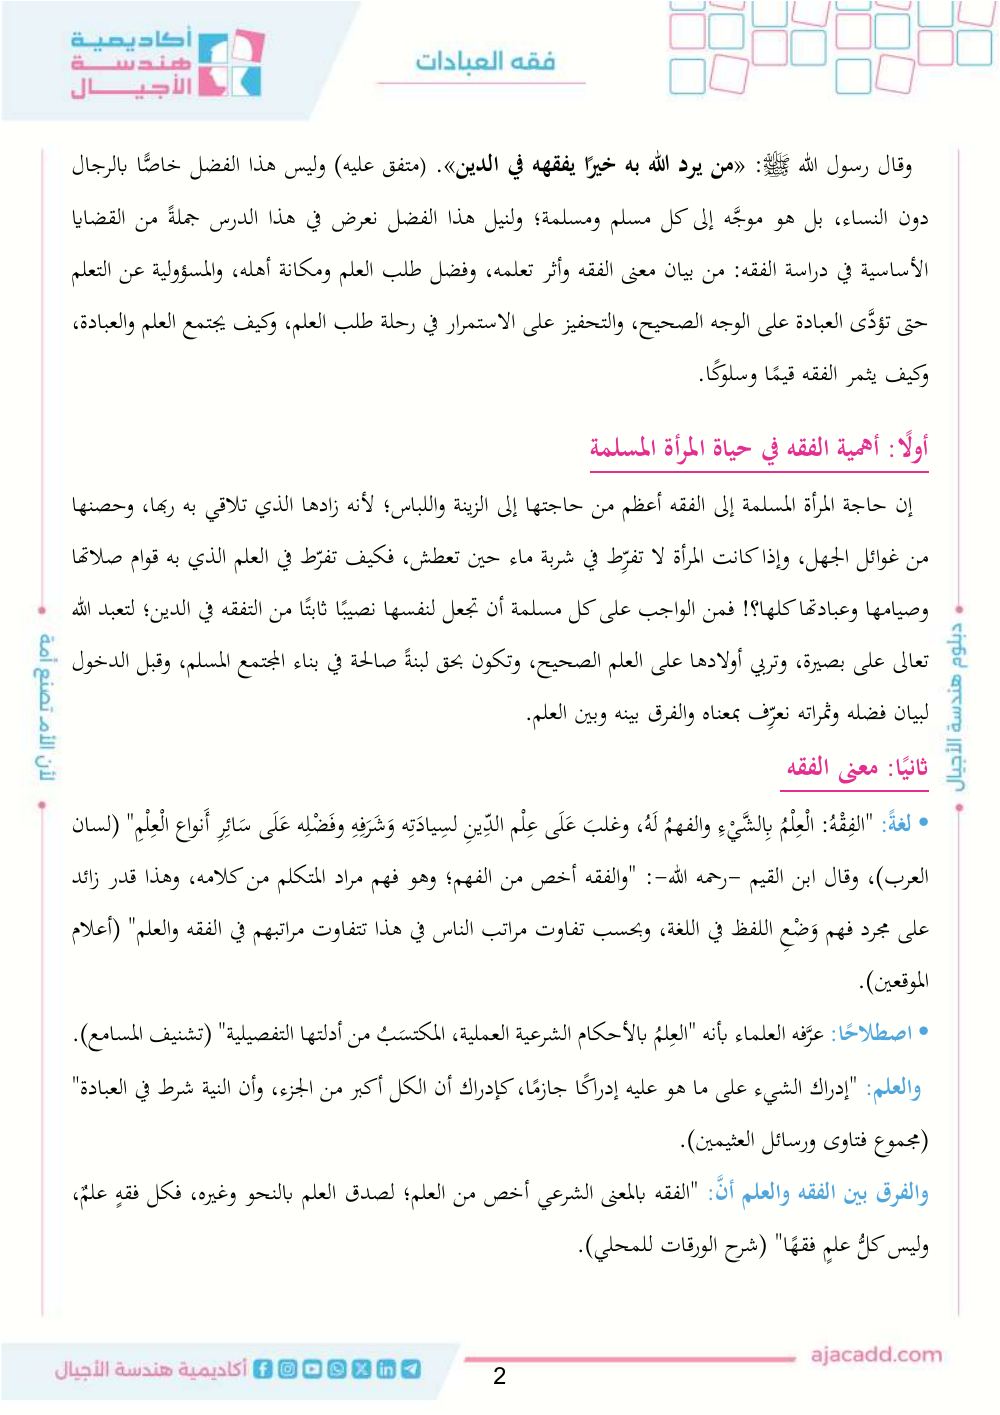 أكاديمية
هندسة
الأجيال
فقه العبادات
وقال رسول الله ﷺ: «من يرد الله به خيرًا يفقهه في الدين». (متفق عليه) وليس هذا الفضل خاصًّا بالرجال
دون النساء، بل هو موجَّه إلى كل مسلم ومسلمة؛ ولنيل هذا الفضل نعرض في هذا الدرس جملةً من القضايا
الأساسية في دراسة الفقه: من بيان معنى الفقه وأثر تعلمه، وفضل طلب العلم ومكانة أهله، والمسؤولية عن التعلم
حتى تؤدَّى العبادة على الوجه الصحيح، والتحفيز على الاستمرار في رحلة طلب العلم، وكيف يجتمع العلم والعبادة،
وكيف يثمر الفقه قيمًا وسلوكًا.
أولًا: أهمية الفقه في حياة المرأة المسلمة
إن حاجة المرأة المسلمة إلى الفقه أعظم من حاجتها إلى الزينة واللباس؛ لأنه زادها الذي تلاقي به ربها، وحصنها
من غوائل الجهل، وإذا كانت المرأة لا تفرِّط في شربة ماء حين تعطش، فكيف تفرّط في العلم الذي به قوام صلاتها
وصيامها وعبادتها كلها؟! فمن الواجب على كل مسلمة أن تجعل لنفسها نصيبًا ثابتًا من التفقه في الدين؛ لتعبد الله
تعالى على بصيرة، وتربي أولادها على العلم الصحيح، وتكون بحق لبنةً صالحة في بناء المجتمع المسلم، وقبل الدخول
لبيان فضله وثمراته نعرِّف بمعناه والفرق بينه وبين العلم.
ثانيًا: معنى الفقه
• لغةً: "الفِقْهُ: الْعِلْمُ بِالشَّيْءِ والفهمُ لَهُ، وغلبَ عَلَى عِلْم الدِّينِ لسِيادَتِه وَشَرَفِهِ وفَضْلِه عَلَى سَائِرِ أَنواع الْعِلْمِ" (لسان
العرب)، وقال ابن القيم -رحمه الله-: "والفقه أخص من الفهم؛ وهو فهم مراد المتكلم من كلامه، وهذا قدر زائد
على مجرد فهم وَضْعِ اللفظ في اللغة، وبحسب تفاوت مراتب الناس في هذا تتفاوت مراتبهم في الفقه والعلم" (أعلام
الموقعين).
• اصطلاحًا: عرَّفه العلماء بأنه "العِلمُ بالأحكام الشرعية العملية، المكتسَبُ من أدلتها التفصيلية" (تشنيف المسامع).
والعلم: "إدراك الشيء على ما هو عليه إدراكًا جازمًا، كإدراك أن الكل أكبر من الجزء، وأن النية شرط في العبادة"
(مجموع فتاوى ورسائل العثيمين).
والفرق بين الفقه والعلم أنَّ: "الفقه بالمعنى الشرعي أخص من العلم؛ لصدق العلم بالنحو وغيره، فكل فقهٍ علمٌ،
وليس كلُّ علمٍ فقهًا" (شرح الورقات للمحلي).
دبلوم هندسة الأجيال
لأن الأم تصنع أمة
ajacadd.com
2
أكاديمية هندسة الأجيال